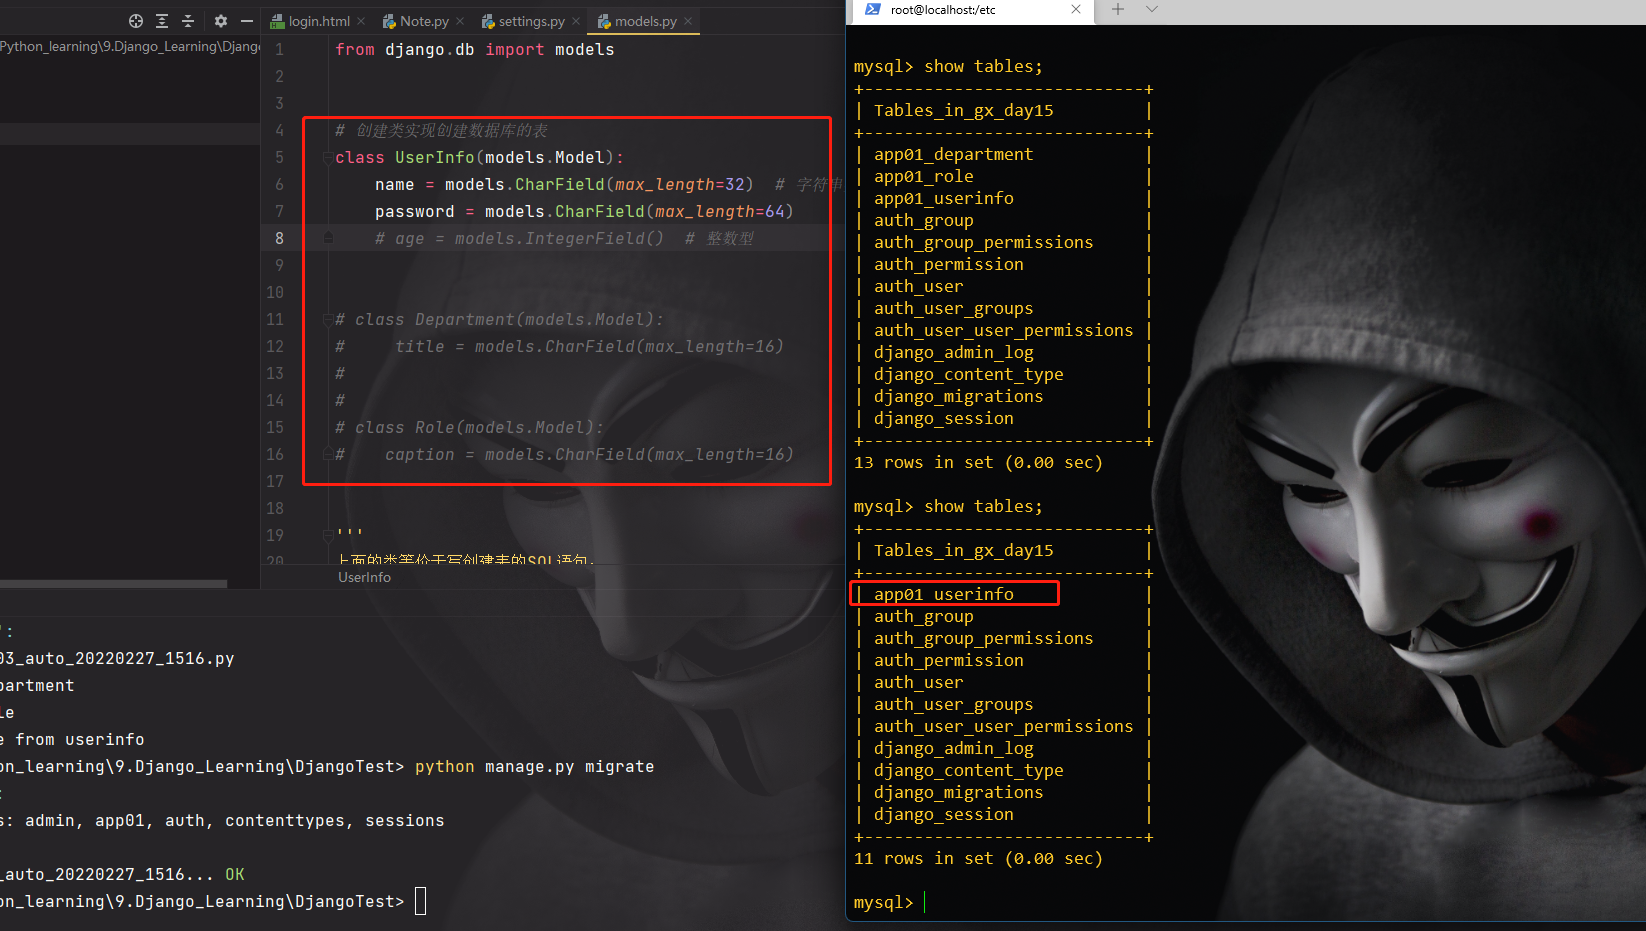 login.html
Note.py
settings.py
models.py
Python_learning\9.Django_Learning\Django
1 from django.db import models
2
3
4 # 创建类实现创建数据库的表
5 class UserInfo(models.Model):
6 name = models.CharField(max_length=32) # 字符串
7 password = models.CharField(max_length=64)
8 # age = models.IntegerField() # 整数型
9
10
11 # class Department(models.Model):
12 # title = models.CharField(max_length=16)
13 #
14 #
15 # class Role(models.Model):
16 # caption = models.CharField(max_length=16)
17
18
19 '''
20 上面的类等价于写创建表的SQL语句.
UserInfo
':
03_auto_20220227_1516.py
partment
le
e from userinfo
on_learning\9.Django_Learning\DjangoTest> python manage.py migrate
:
s: admin, app01, auth, contenttypes, sessions
_auto_20220227_1516... OK
on_learning\9.Django_Learning\DjangoTest>
root@localhost:/etc
mysql> show tables;
+----------------------------+
| Tables_in_gx_day15 |
+----------------------------+
| app01_department |
| app01_role |
| app01_userinfo |
| auth_group |
| auth_group_permissions |
| auth_permission |
| auth_user |
| auth_user_groups |
| auth_user_user_permissions |
| django_admin_log |
| django_content_type |
| django_migrations |
| django_session |
+----------------------------+
13 rows in set (0.00 sec)
mysql> show tables;
+----------------------------+
| Tables_in_gx_day15 |
+----------------------------+
| app01_userinfo |
| auth_group |
| auth_group_permissions |
| auth_permission |
| auth_user |
| auth_user_groups |
| auth_user_user_permissions |
| django_admin_log |
| django_content_type |
| django_migrations |
| django_session |
+----------------------------+
11 rows in set (0.00 sec)
mysql>